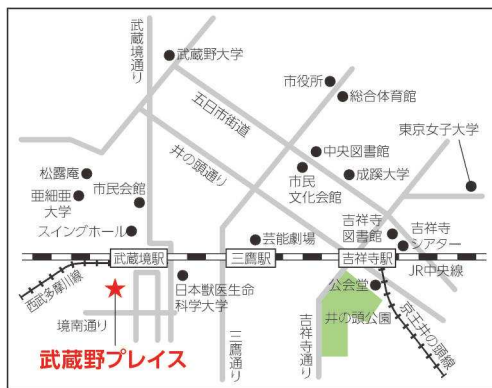 武蔵境通り
武蔵野大学
市役所
総合体育館
五日市街道
東京女子大学
中央図書館
井の頭通り
松露庵
市民
文化会館
成蹊大学
亜細亜
大学
市民会館
吉祥寺
図書館
吉祥寺
シアター
スイングホール
芸能劇場
武蔵境駅
三鷹駅
吉祥寺駅
JR中央線
西武多摩川線
日本獣医生命
科学大学
公会堂
境南通り
井の頭公園
京王井の頭線
三鷹通り
吉祥寺通り
武蔵野プレイス